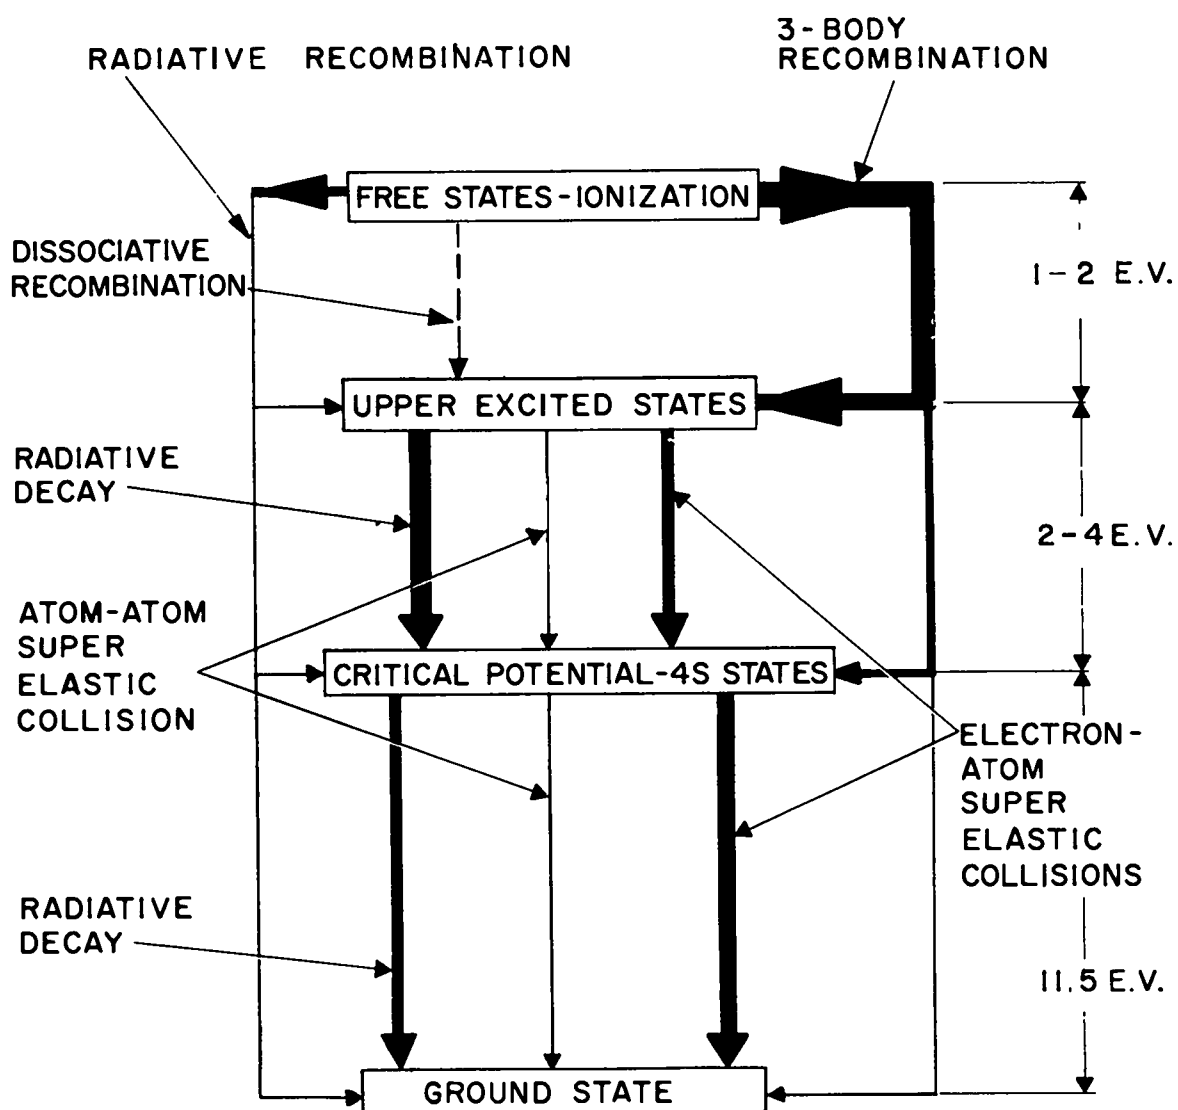 3-BODY
RECOMBINATION
RADIATIVE RECOMBINATION
FREE STATES-IONIZATION
DISSOCIATIVE
RECOMBINATION
1-2 E.V.
UPPER EXCITED STATES
RADIATIVE
DECAY
2-4 E.V.
ATOM-ATOM
SUPER
ELASTIC
COLLISION
CRITICAL POTENTIAL-4S STATES
ELECTRON-
ATOM
SUPER
ELASTIC
COLLISIONS
RADIATIVE
DECAY
11.5 E.V.
GROUND STATE